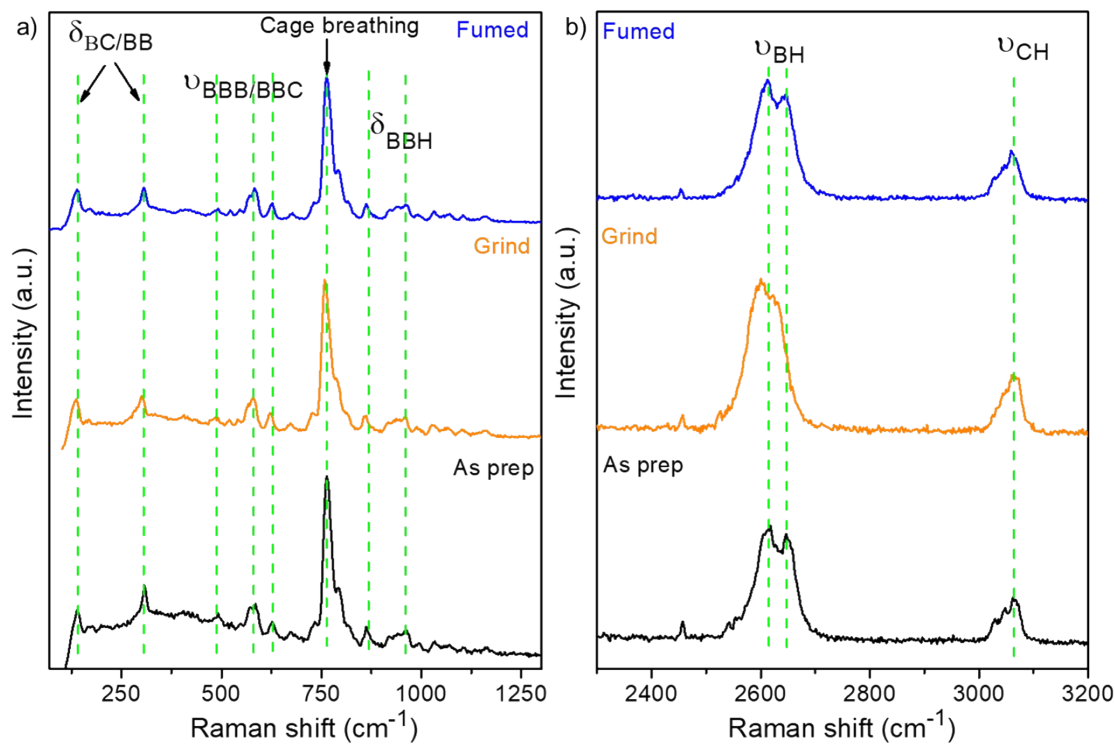 a)
δBC/BB
Cage breathing
Fumed
υBBB/BBC
δBBH
Grind
As prep
Intensity (a.u.)
250 500 750 1000 1250
Raman shift (cm-1)
b)
Fumed
υBH
υCH
Grind
As prep
Intensity (a.u.)
2400 2600 2800 3000 3200
Raman shift (cm-1)